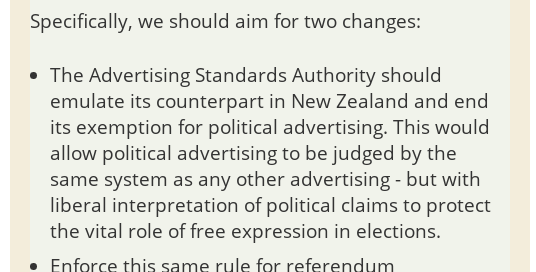 Specifically, we should aim for two changes:
• The Advertising Standards Authority should
emulate its counterpart in New Zealand and end
its exemption for political advertising. This would
allow political advertising to be judged by the
same system as any other advertising - but with
liberal interpretation of political claims to protect
the vital role of free expression in elections.
• Enforce this same rule for referendum